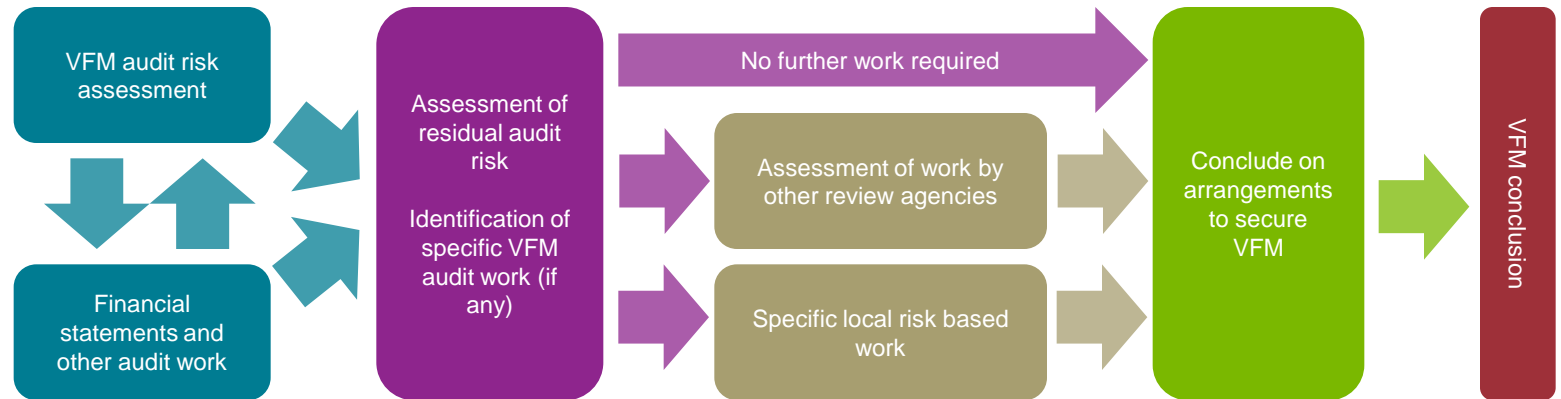 VFM audit risk
assessment
Financial
statements and
other audit work
Assessment of
residual audit
risk
Identification of
specific VFM
audit work (if
any)
No further work required
Assessment of work by
other review agencies
Specific local risk based
work
Conclude on
arrangements
to secure
VFM
VFM conclusion